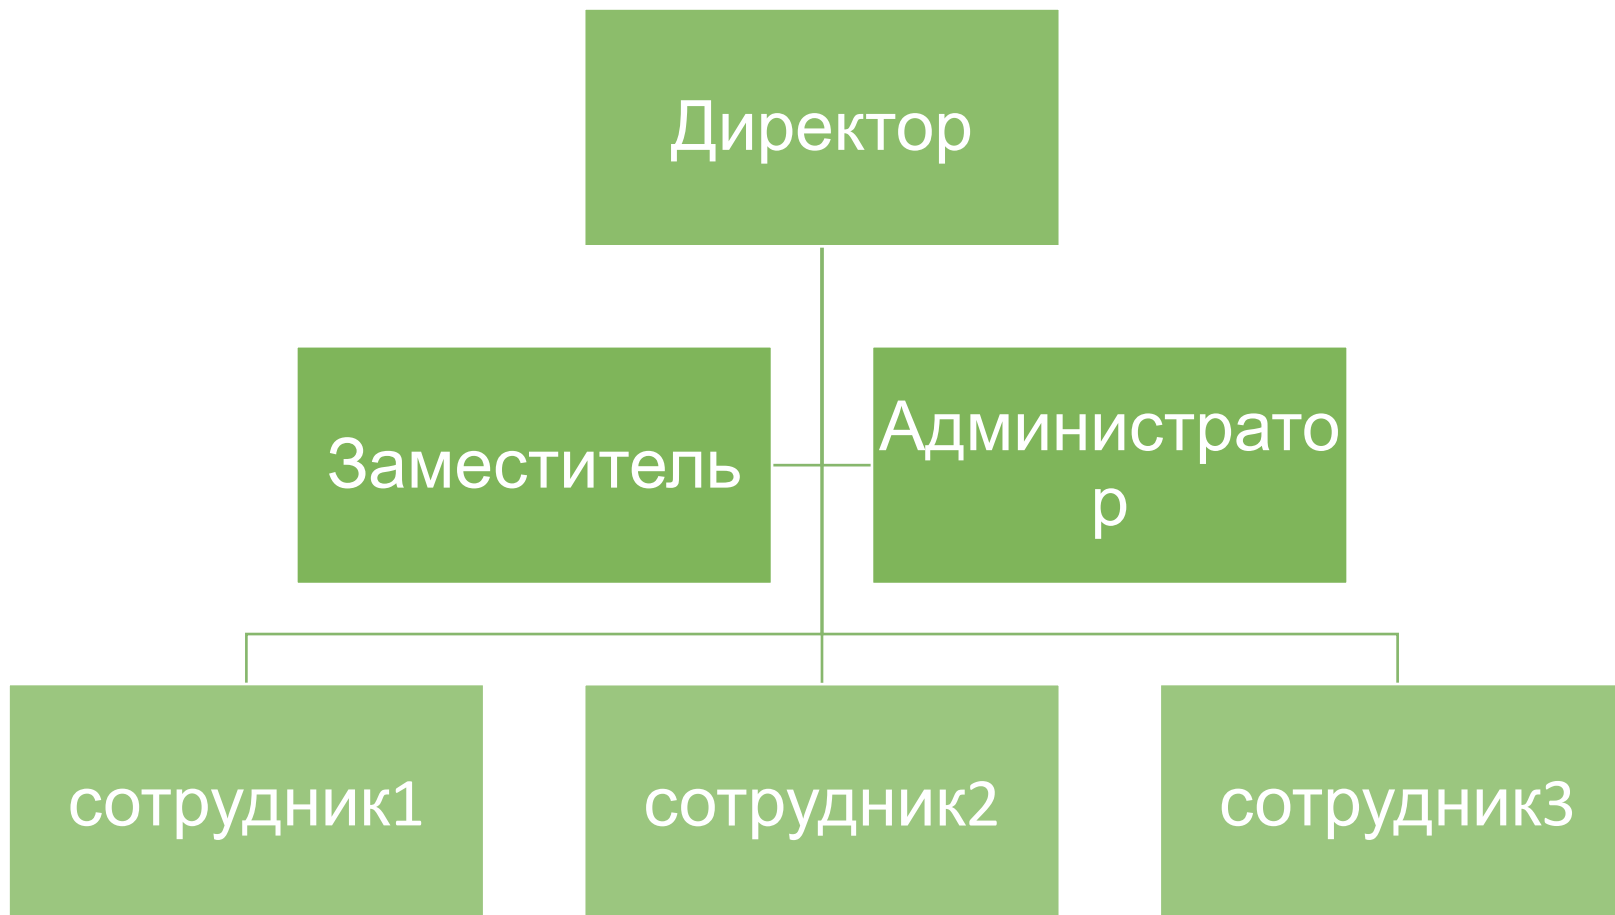 Директор
Заместитель
Администрато
р
сотрудник1
сотрудник2
сотрудник3